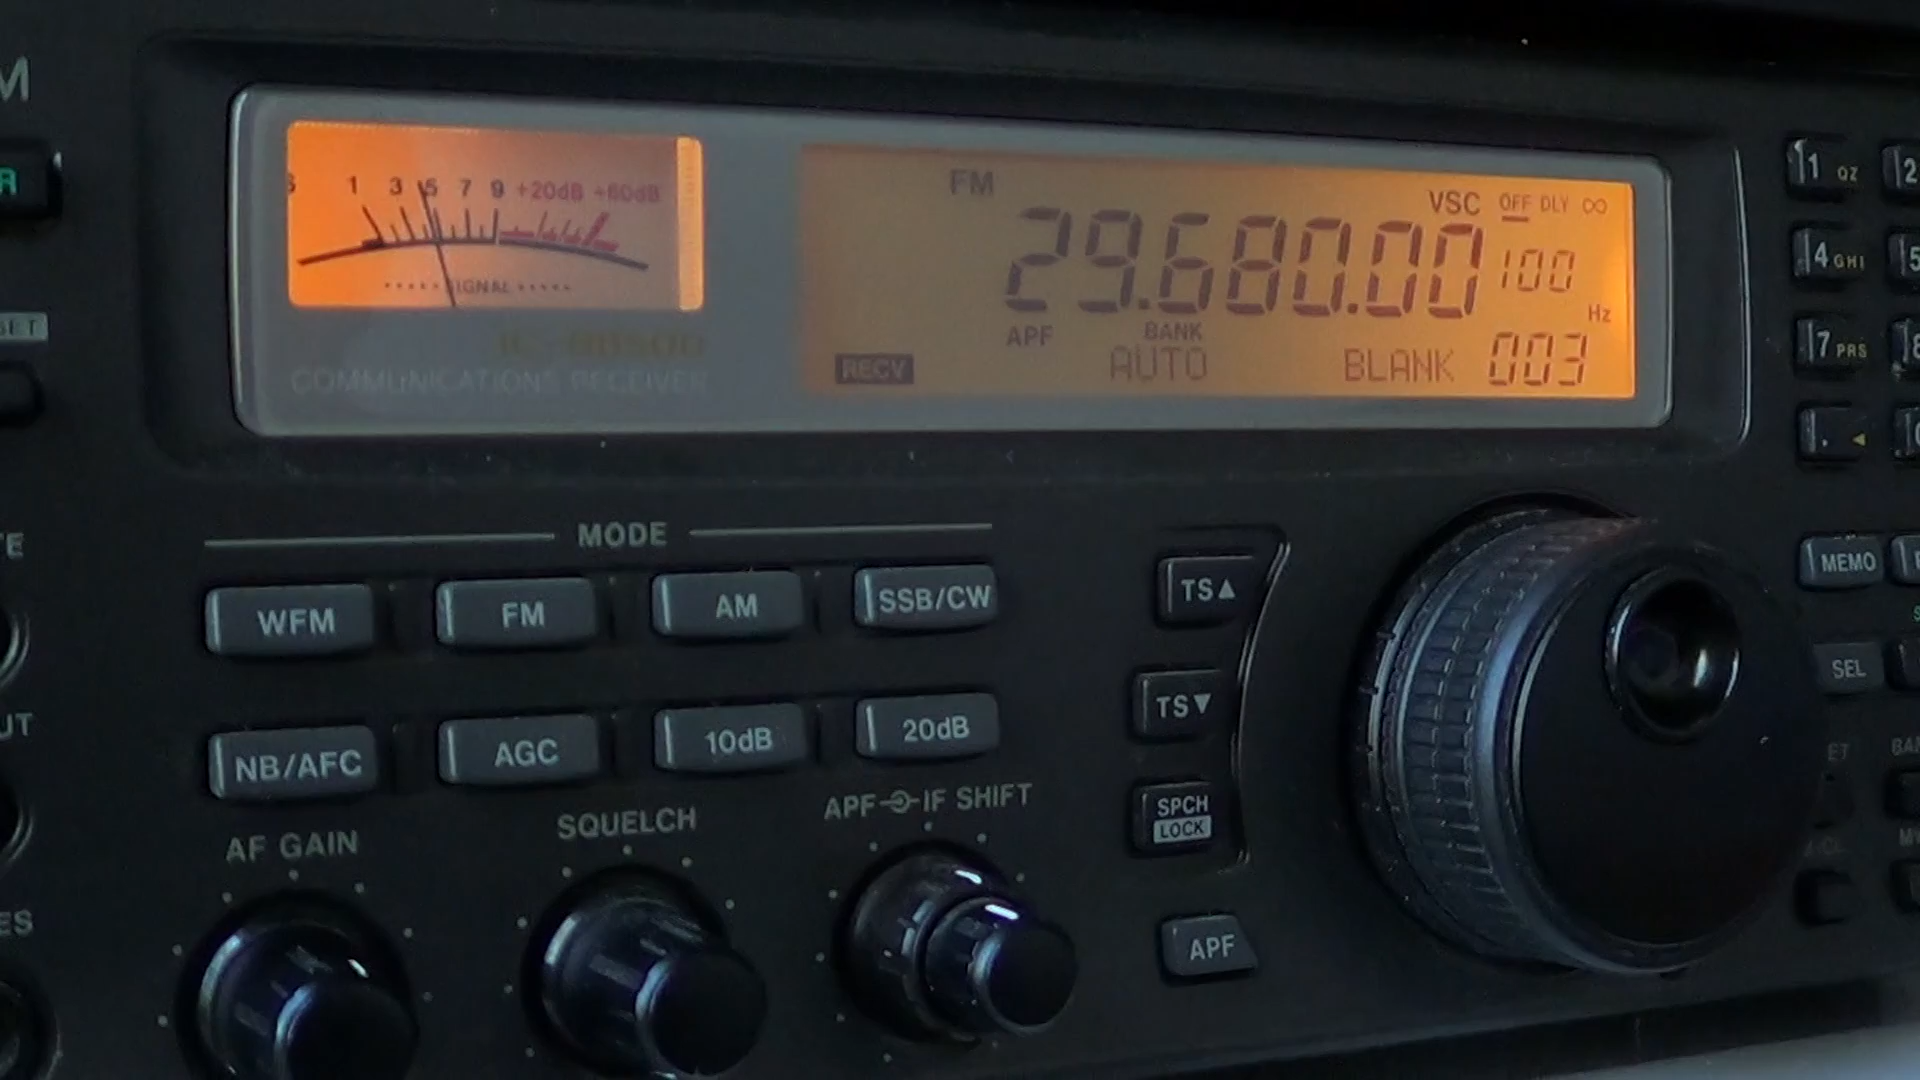 1 3 5 7 9 +20dB +60dB
SIGNAL
COMMUNICATIONS RECEIVER
FM
VSC OFF DLY ∞
29.680.00 100
Hz
APF BANK
RECV AUTO BLANK 003
1 QZ
4 GHI
7 PRS
. ◄
MODE
WFM FM AM SSB/CW
NB/AFC AGC 10dB 20dB
TS▲
TS▼
SPCH
LOCK
APF
MEMO
SEL
AF GAIN SQUELCH APF IF SHIFT